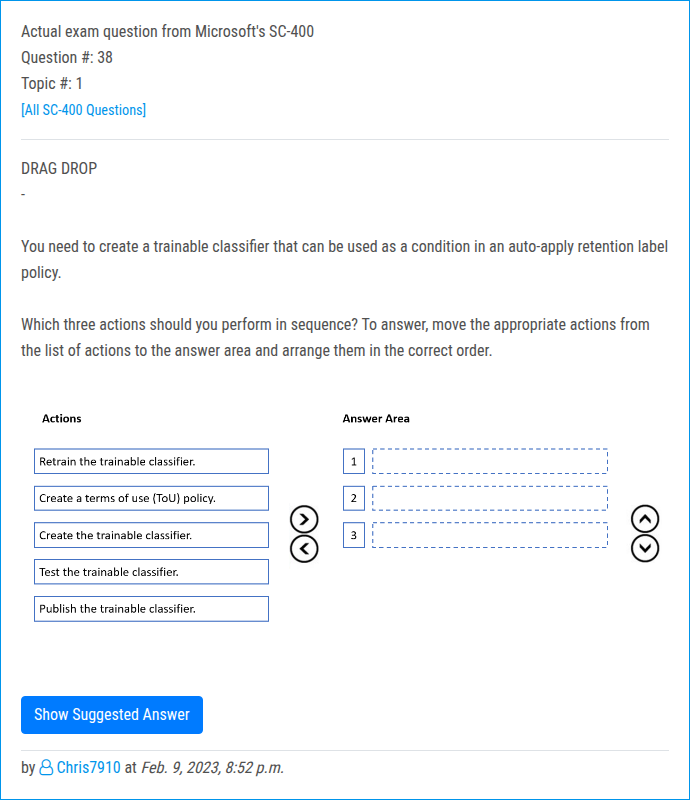 Actual exam question from Microsoft's SC-400
Question #: 38
Topic #: 1
[All SC-400 Questions]
DRAG DROP
-
You need to create a trainable classifier that can be used as a condition in an auto-apply retention label
policy.
Which three actions should you perform in sequence? To answer, move the appropriate actions from
the list of actions to the answer area and arrange them in the correct order.
Actions
Retrain the trainable classifier.
Create a terms of use (ToU) policy.
Create the trainable classifier.
Test the trainable classifier.
Publish the trainable classifier.
Answer Area
1
2
3
Show Suggested Answer
by Chris7910 at Feb. 9, 2023, 8:52 p.m.